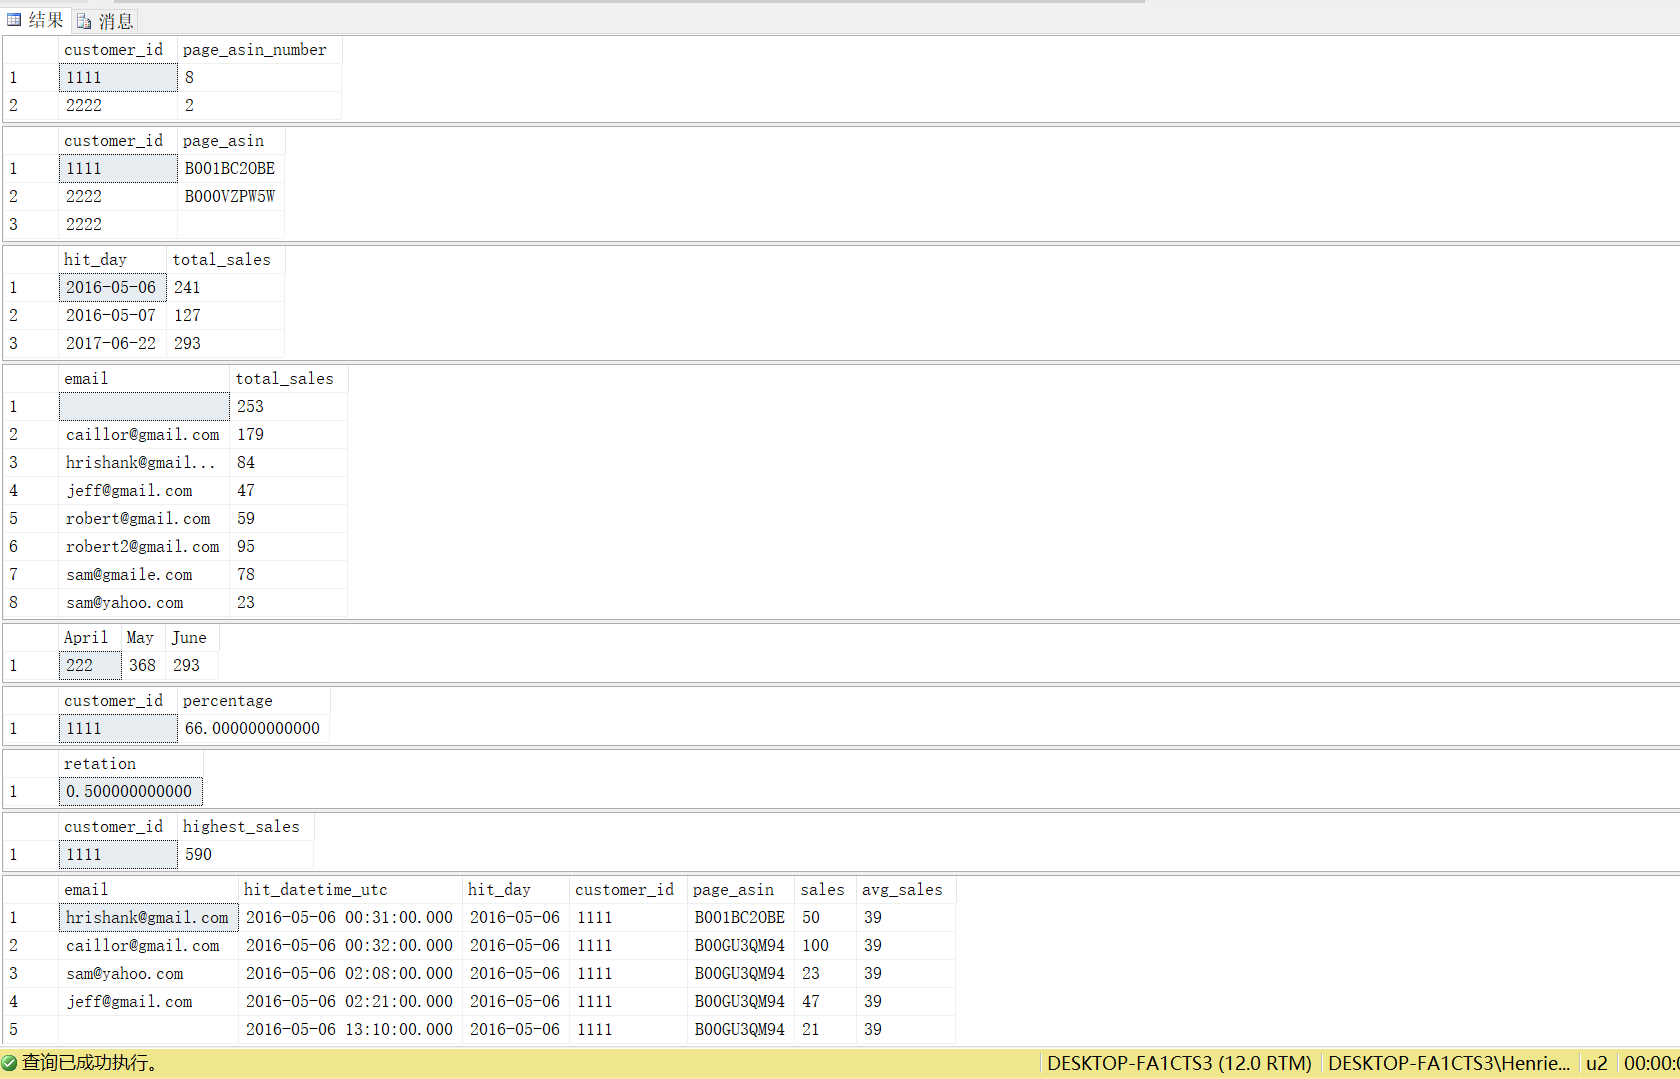 结果 消息
customer_id page_asin_number
1 1111 8
2 2222 2
customer_id page_asin
1 1111 B001BC2OBE
2 2222 B000VZPW5W
3 2222
hit_day total_sales
1 2016-05-06 241
2 2016-05-07 127
3 2017-06-22 293
email total_sales
1 253
2 caillor@gmail.com 179
3 hrishank@gmail... 84
4 jeff@gmail.com 47
5 robert@gmail.com 59
6 robert2@gmail.com 95
7 sam@gmaile.com 78
8 sam@yahoo.com 23
April May June
1 222 368 293
customer_id percentage
1 1111 66.000000000000
retation
1 0.500000000000
customer_id highest_sales
1 1111 590
email hit_datetime_utc hit_day customer_id page_asin sales avg_sales
1 hrishank@gmail.com 2016-05-06 00:31:00.000 2016-05-06 1111 B001BC2OBE 50 39
2 caillor@gmail.com 2016-05-06 00:32:00.000 2016-05-06 1111 B00GU3QM94 100 39
3 sam@yahoo.com 2016-05-06 02:08:00.000 2016-05-06 1111 B00GU3QM94 23 39
4 jeff@gmail.com 2016-05-06 02:21:00.000 2016-05-06 1111 B00GU3QM94 47 39
5 2016-05-06 13:10:00.000 2016-05-06 1111 B00GU3QM94 21 39
查询已成功执行。 DESKTOP-FA1CTS3 (12.0 RTM) DESKTOP-FA1CTS3\Henrie... u2 00:00:0